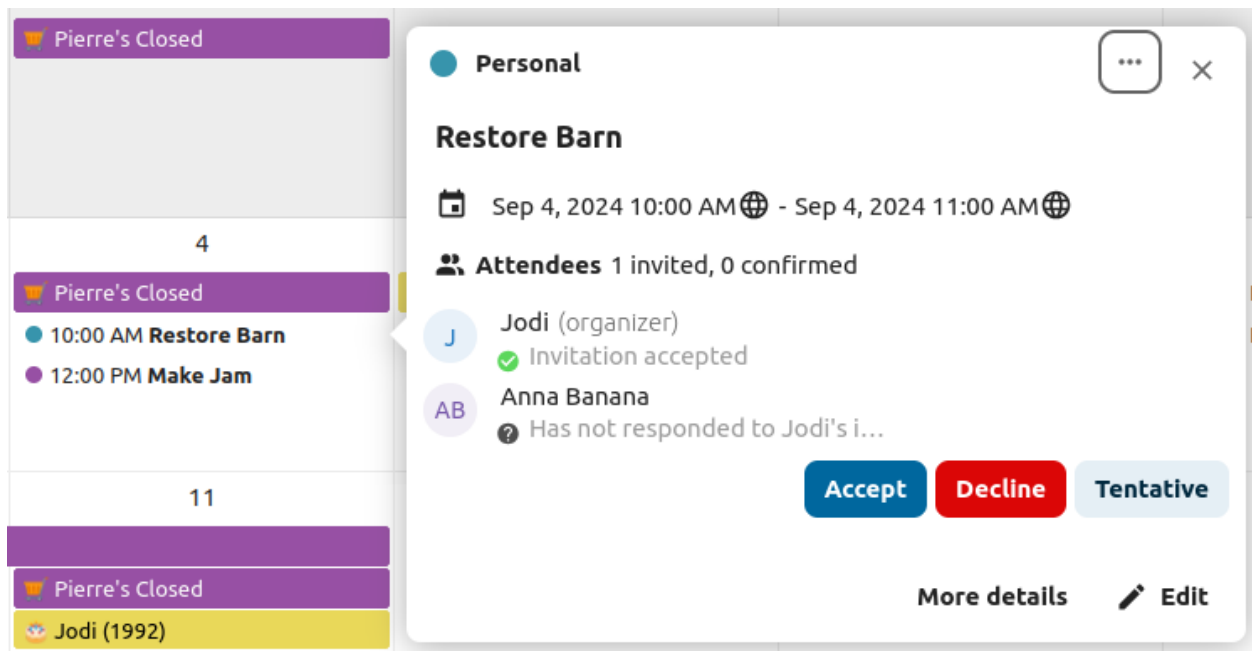 Pierre's Closed
4
Pierre's Closed
10:00 AM Restore Barn
12:00 PM Make Jam
11
Pierre's Closed
Jodi (1992)
Personal
Restore Barn
Sep 4, 2024 10:00 AM - Sep 4, 2024 11:00 AM
Attendees 1 invited, 0 confirmed
J
Jodi (organizer)
Invitation accepted
AB
Anna Banana
Has not responded to Jodi's i...
Accept Decline Tentative
More details Edit